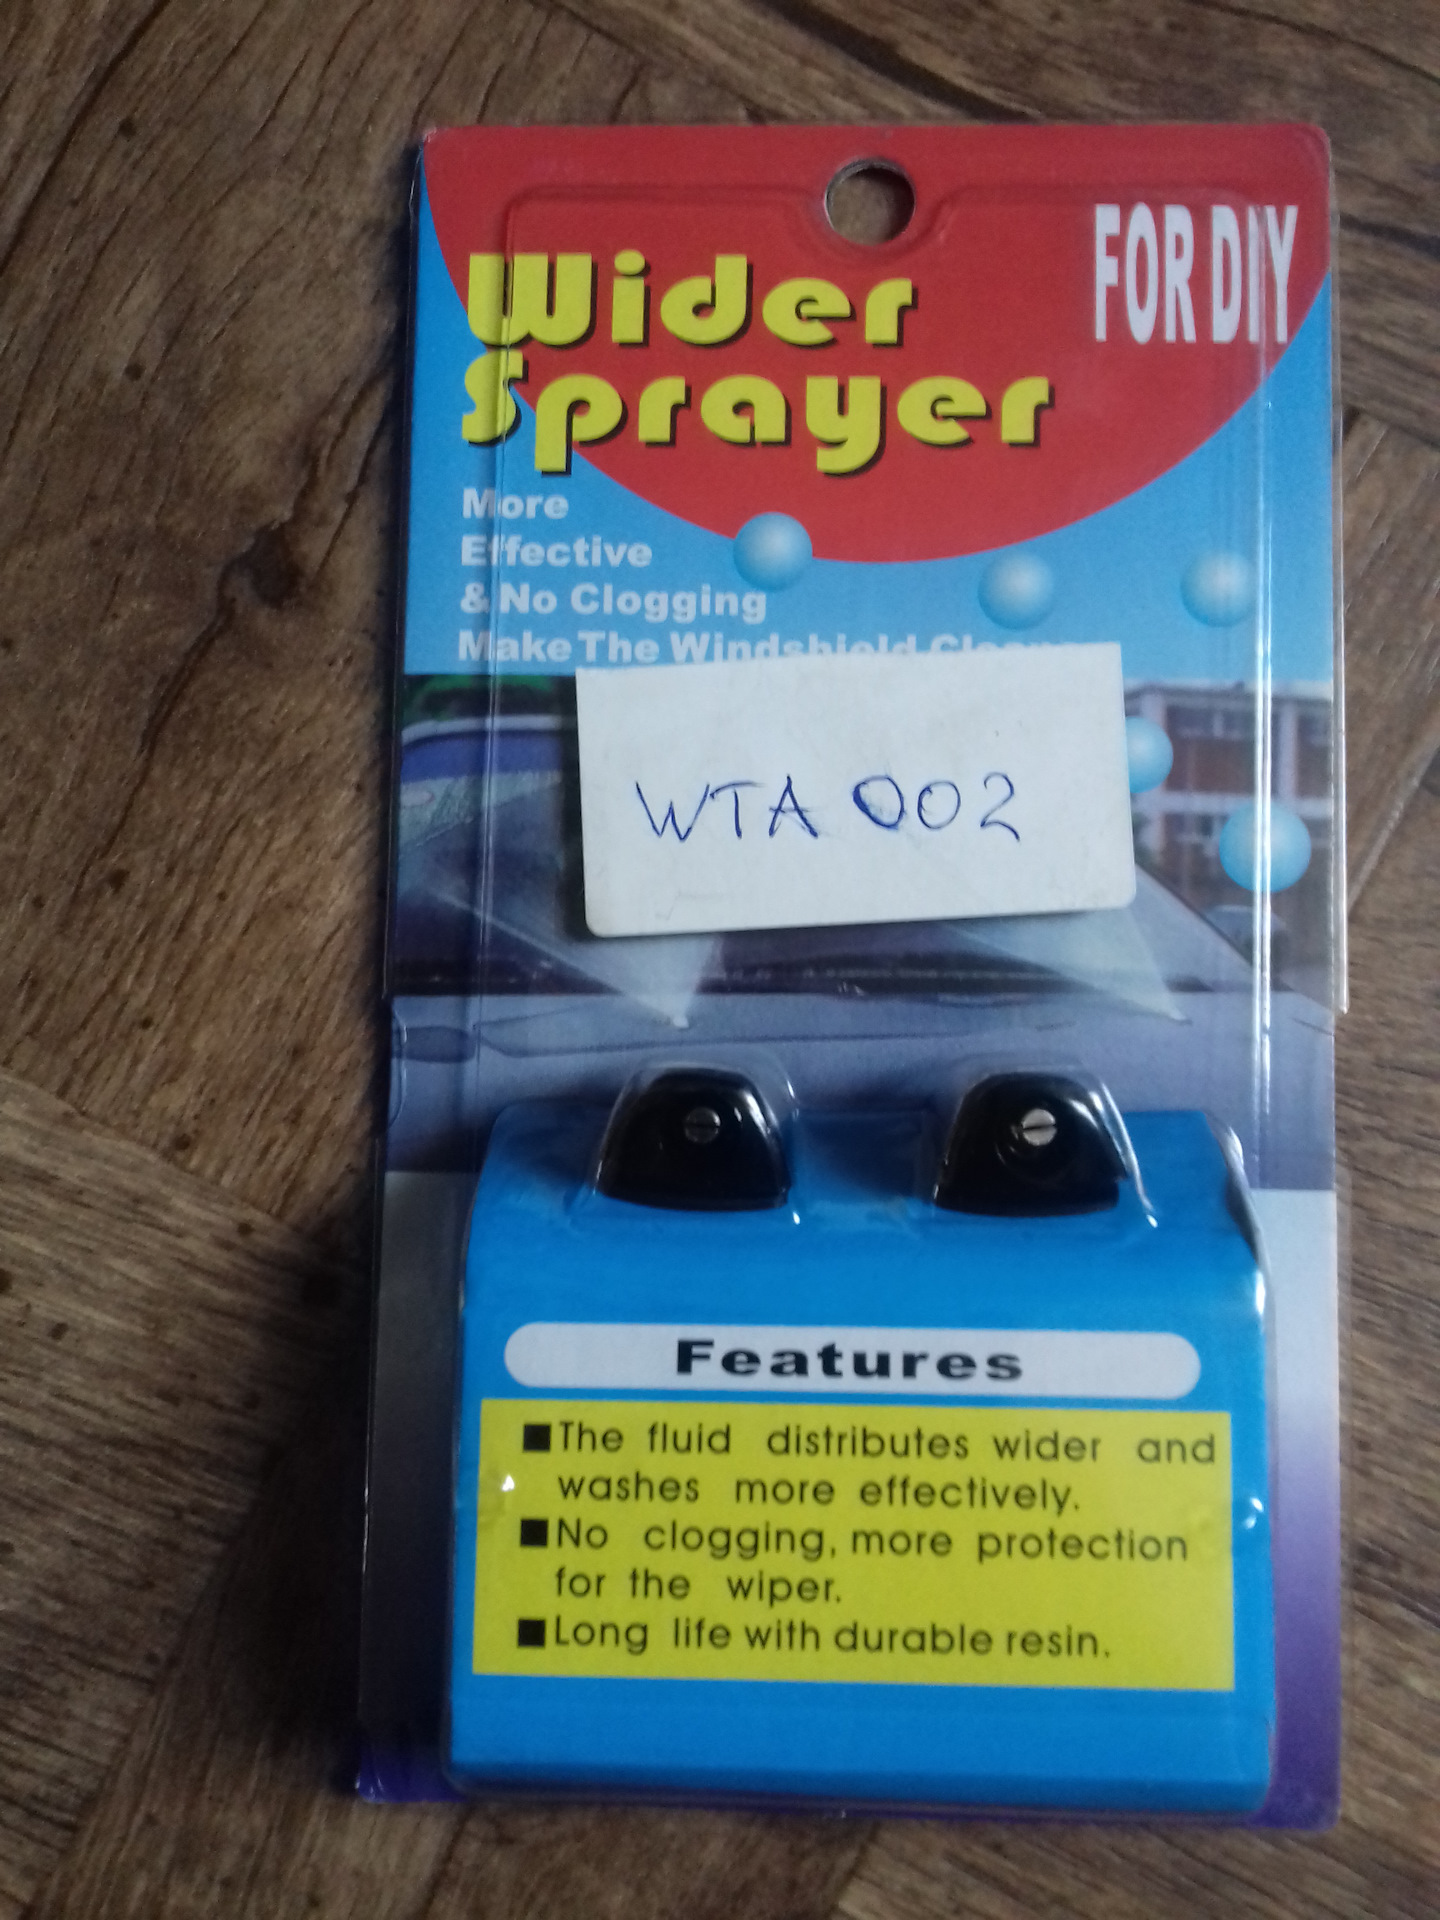 Wider
Sprayer
FOR DIY
More
Effective
& No Clogging
Make The Windshield
WTA 002
Features
■The fluid distributes wider and
washes more effectively.
■No clogging, more protection
for the wiper.
■Long life with durable resin.